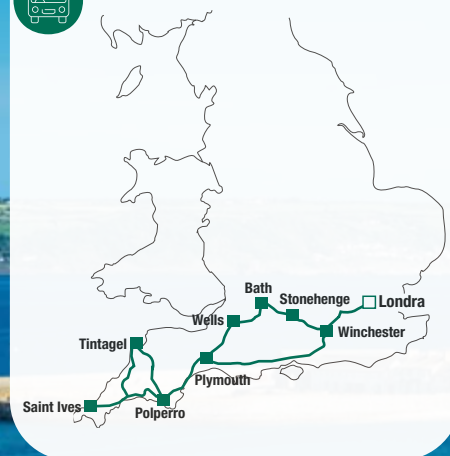 Bath
Stonehenge
Londra
Wells
Winchester
Tintagel
Plymouth
Saint Ives
Polperro